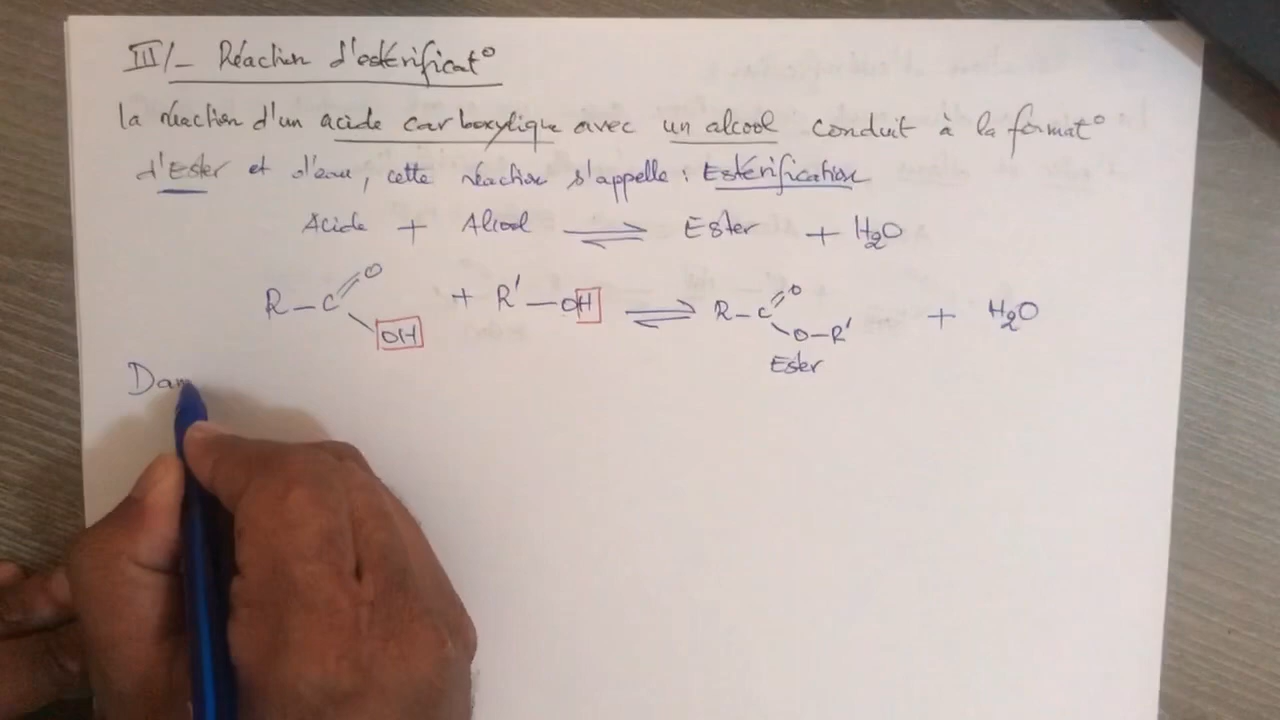 III/- Réaction d'estérificat°
la réaction d'un acide carboxylique avec un alcool conduit à la format°
d'Ester et d'eau, cette réaction s'appelle : Estérification
Acide + Alcool ⇌ Ester + H₂O
R-C(=O)-OH + R'-OH ⇌ R-C(=O)-O-R' + H₂O
Ester
Dan